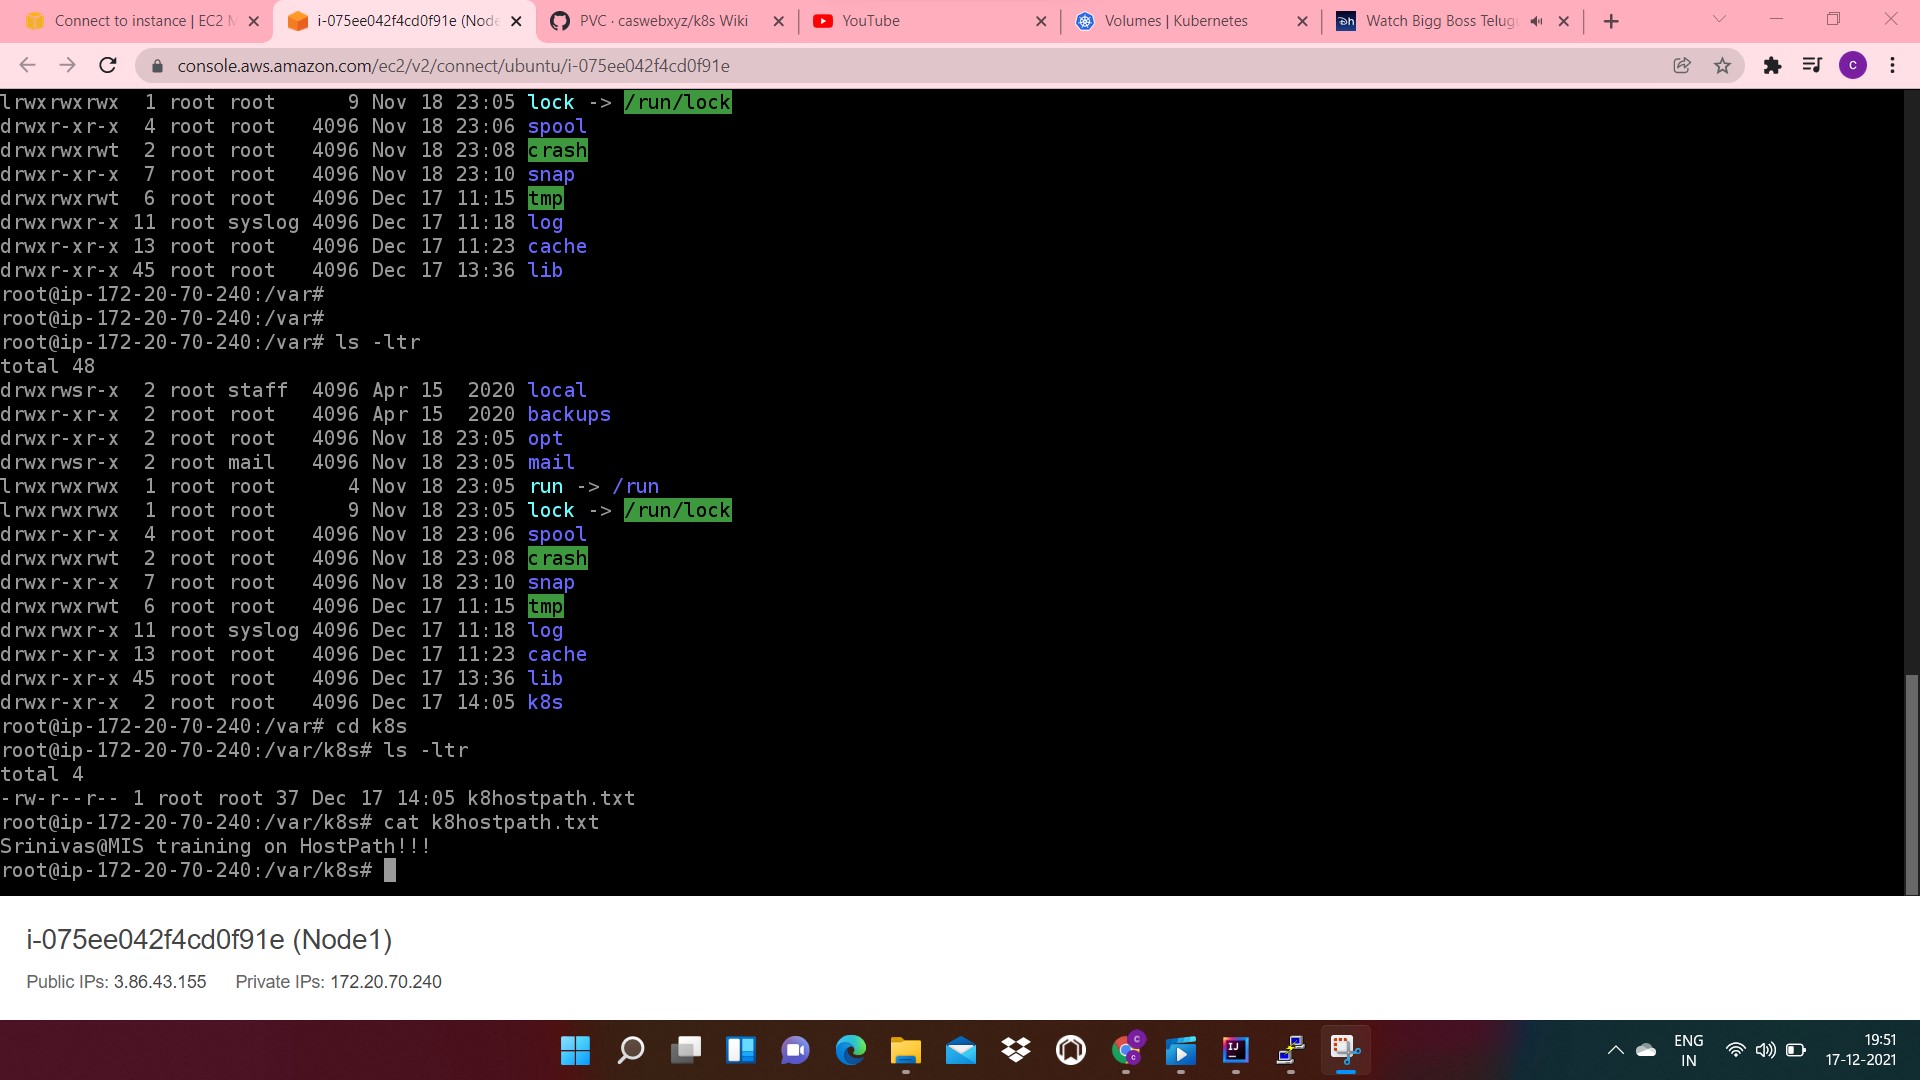 Connect to instance | EC2 M
i-075ee042f4cd0f91e (Node
PVC · caswebxyz/k8s Wiki
YouTube
Volumes | Kubernetes
Watch Bigg Boss Telugu
console.aws.amazon.com/ec2/v2/connect/ubuntu/i-075ee042f4cd0f91e
c
lrwxrwxrwx  1 root root      9 Nov 18 23:05 lock -> /run/lock
drwxr-xr-x  4 root root   4096 Nov 18 23:06 spool
drwxrwxrwt  2 root root   4096 Nov 18 23:08 crash
drwxr-xr-x  7 root root   4096 Nov 18 23:10 snap
drwxrwxrwt  6 root root   4096 Dec 17 11:15 tmp
drwxrwxr-x 11 root syslog 4096 Dec 17 11:18 log
drwxr-xr-x 13 root root   4096 Dec 17 11:23 cache
drwxr-xr-x 45 root root   4096 Dec 17 13:36 lib
root@ip-172-20-70-240:/var#
root@ip-172-20-70-240:/var#
root@ip-172-20-70-240:/var# ls -ltr
total 48
drwxrwsr-x  2 root staff  4096 Apr 15  2020 local
drwxr-xr-x  2 root root   4096 Apr 15  2020 backups
drwxr-xr-x  2 root root   4096 Nov 18 23:05 opt
drwxrwsr-x  2 root mail   4096 Nov 18 23:05 mail
lrwxrwxrwx  1 root root      4 Nov 18 23:05 run -> /run
lrwxrwxrwx  1 root root      9 Nov 18 23:05 lock -> /run/lock
drwxr-xr-x  4 root root   4096 Nov 18 23:06 spool
drwxrwxrwt  2 root root   4096 Nov 18 23:08 crash
drwxr-xr-x  7 root root   4096 Nov 18 23:10 snap
drwxrwxrwt  6 root root   4096 Dec 17 11:15 tmp
drwxrwxr-x 11 root syslog 4096 Dec 17 11:18 log
drwxr-xr-x 13 root root   4096 Dec 17 11:23 cache
drwxr-xr-x 45 root root   4096 Dec 17 13:36 lib
drwxr-xr-x  2 root root   4096 Dec 17 14:05 k8s
root@ip-172-20-70-240:/var# cd k8s
root@ip-172-20-70-240:/var/k8s# ls -ltr
total 4
-rw-r--r-- 1 root root 37 Dec 17 14:05 k8hostpath.txt
root@ip-172-20-70-240:/var/k8s# cat k8hostpath.txt
Srinivas@MIS training on HostPath!!!
root@ip-172-20-70-240:/var/k8s#
i-075ee042f4cd0f91e (Node1)
Public IPs: 3.86.43.155 Private IPs: 172.20.70.240
ENG
IN
19:51
17-12-2021